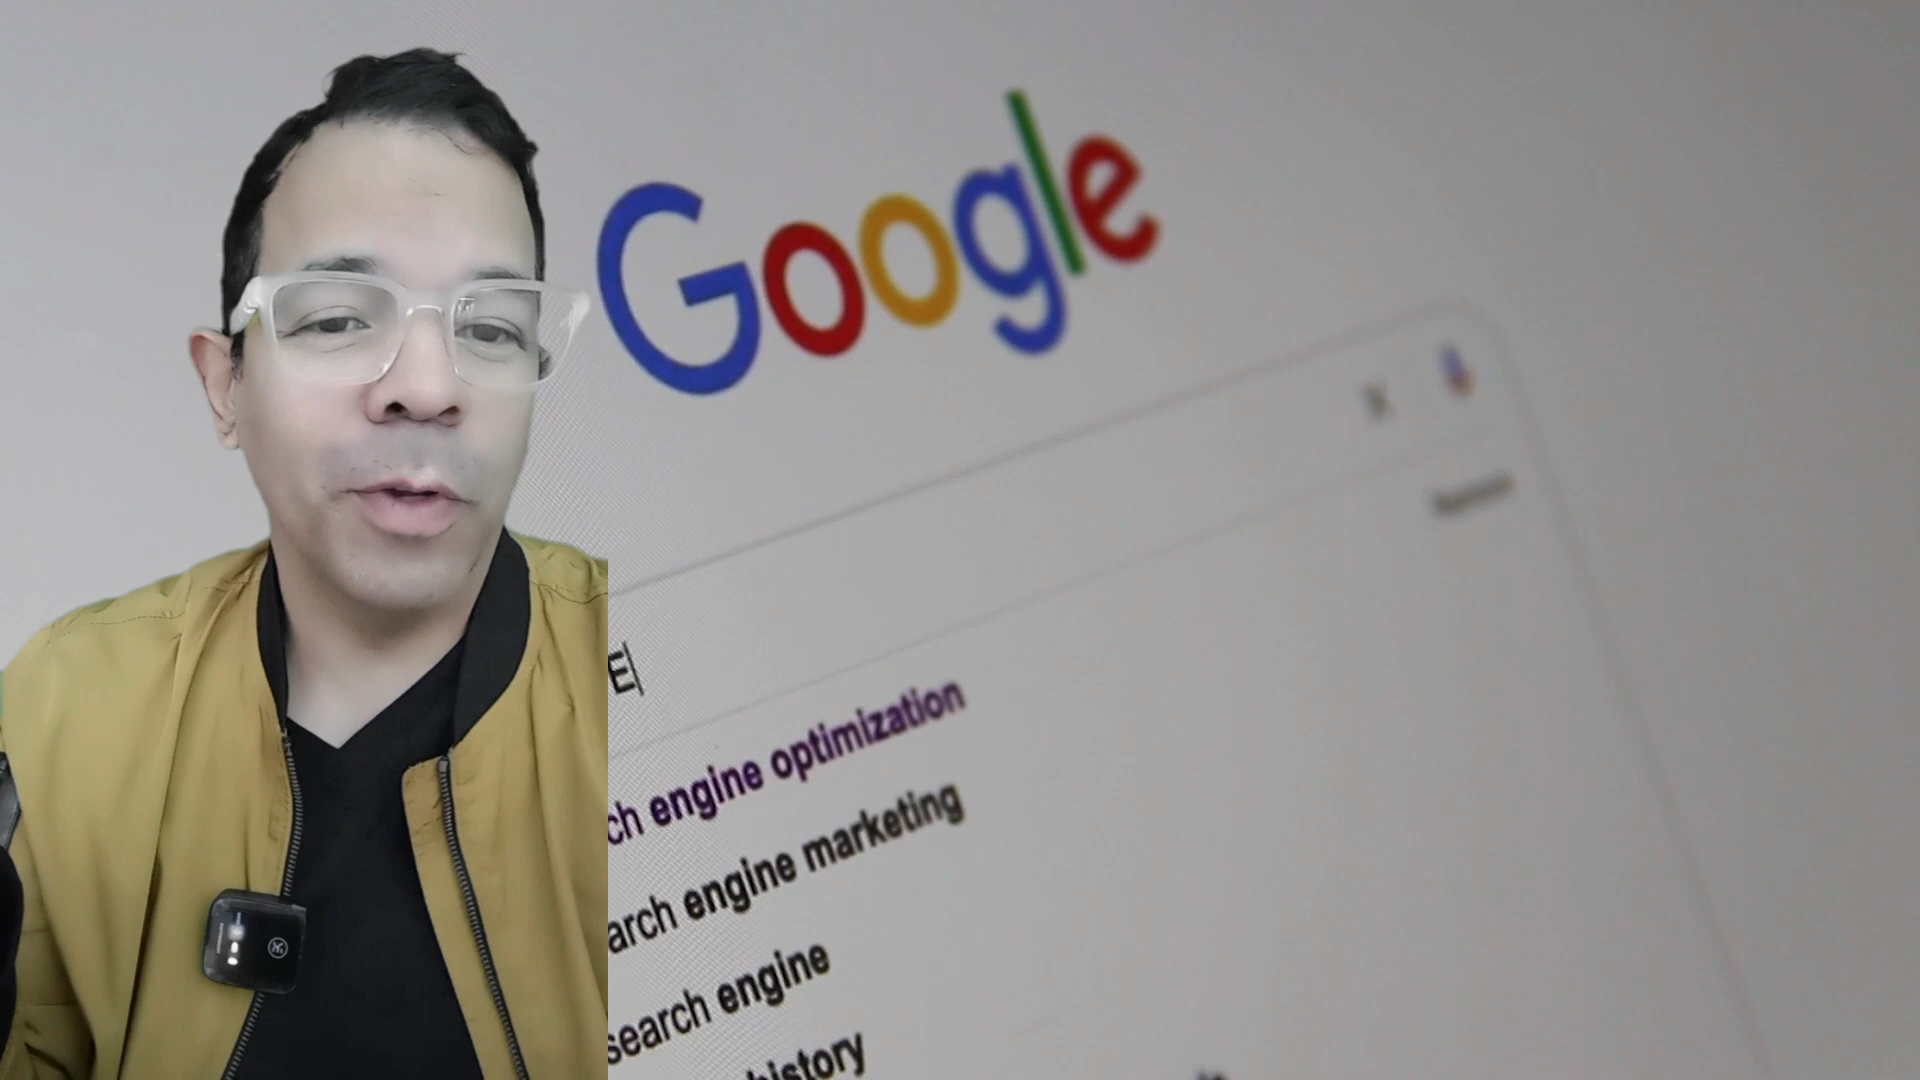 Google
E
ch engine optimization
arch engine marketing
search engine
history